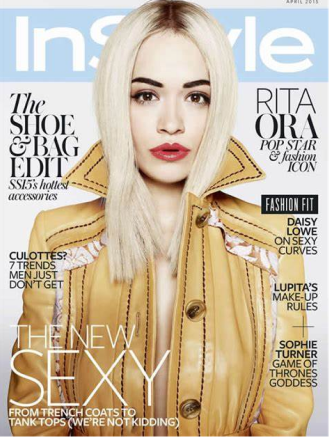 APRIL 2015
InStyle
The
SHOE
& BAG
EDIT
SS15's hottest
accessories
RITA
ORA
POP STAR
& fashion
ICON
FASHION FIT
DAISY
LOWE
ON SEXY
CURVES
CULOTTES?
7 TRENDS
MEN JUST
DON'T GET
LUPITA'S
MAKE-UP
RULES
SOPHIE
TURNER
GAME OF
THRONES
GODDESS
THE NEW
SEXY
FROM TRENCH COATS TO
TANK TOPS (WE'RE NOT KIDDING)